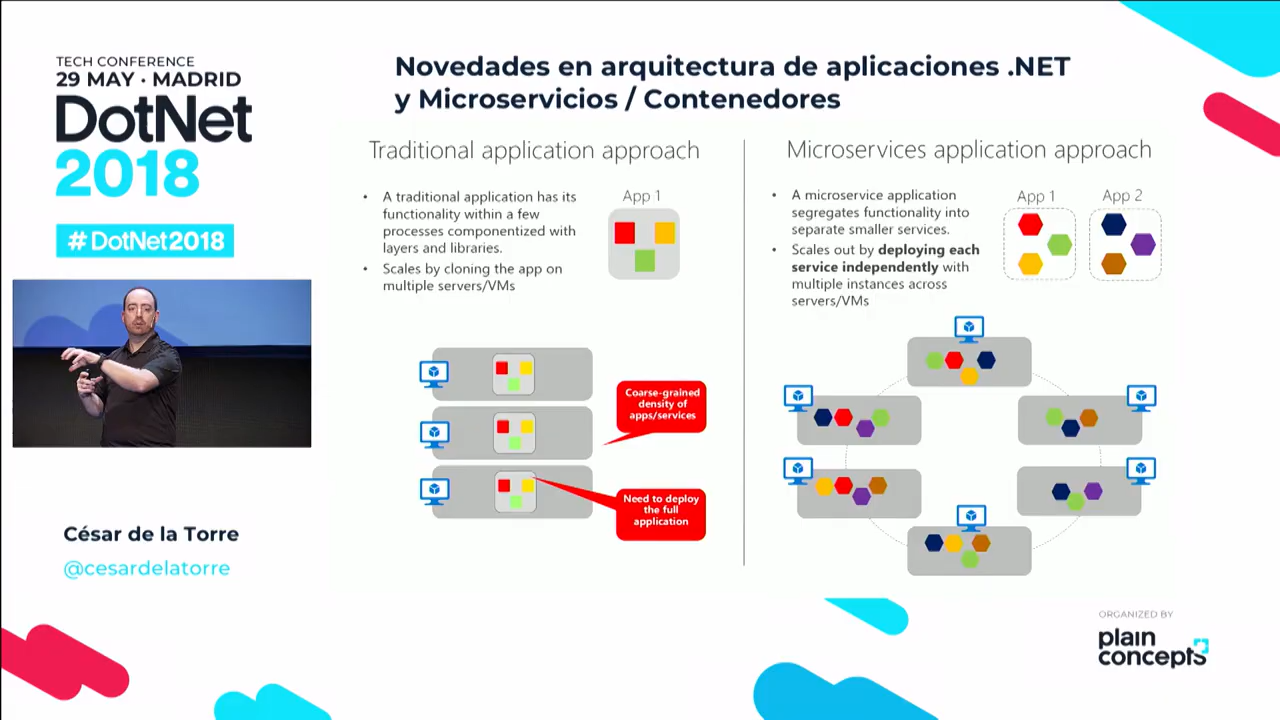 TECH CONFERENCE
29 MAY · MADRID
DotNet
2018
#DotNet2018
César de la Torre
@cesardelatorre
Novedades en arquitectura de aplicaciones .NET
y Microservicios / Contenedores
Traditional application approach
• A traditional application has its
functionality within a few
processes componentized with
layers and libraries.
• Scales by cloning the app on
multiple servers/VMs
App 1
Coarse-grained
density of
apps/services
Need to deploy
the full
application
Microservices application approach
• A microservice application
segregates functionality into
separate smaller services.
• Scales out by deploying each
service independently with
multiple instances across
servers/VMs
App 1
App 2
ORGANIZED BY
plain
concepts